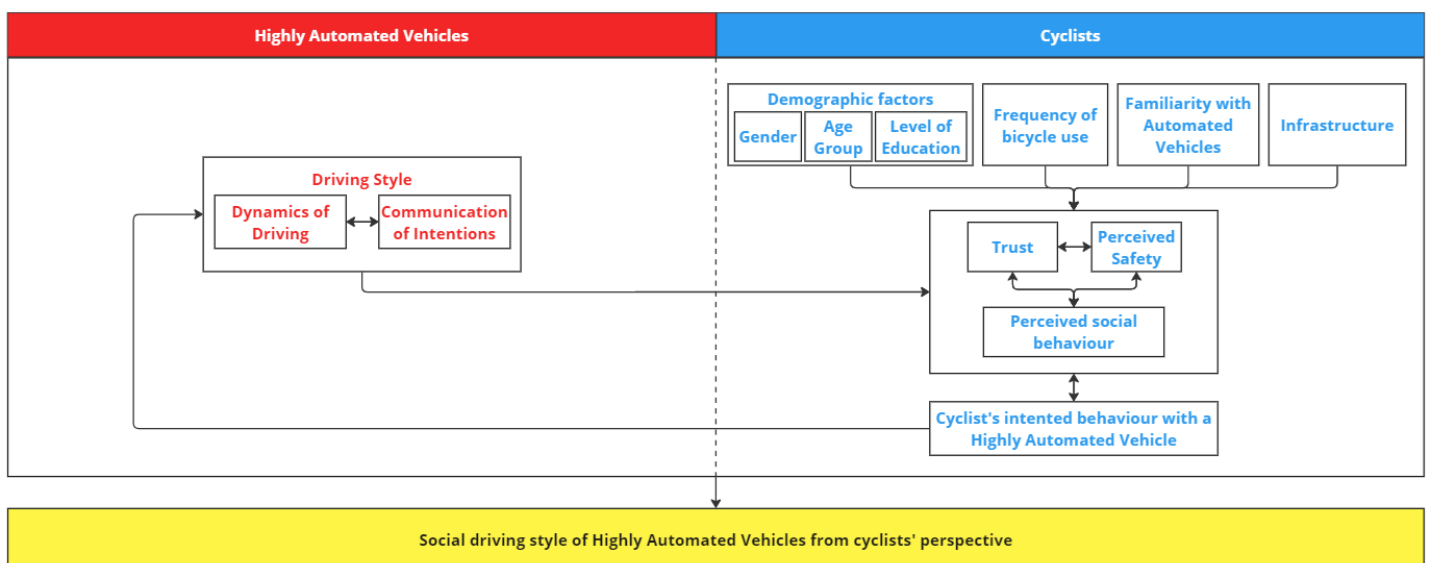 Highly Automated Vehicles
Cyclists
Demographic factors
Gender
Age
Group
Level of
Education
Frequency of
bicycle use
Familiarity with
Automated
Vehicles
Infrastructure
Driving Style
Dynamics of
Driving
Communication
of Intentions
Trust
Perceived
Safety
Perceived social
behaviour
Cyclist's intented behaviour with a
Highly Automated Vehicle
Social driving style of Highly Automated Vehicles from cyclists' perspective